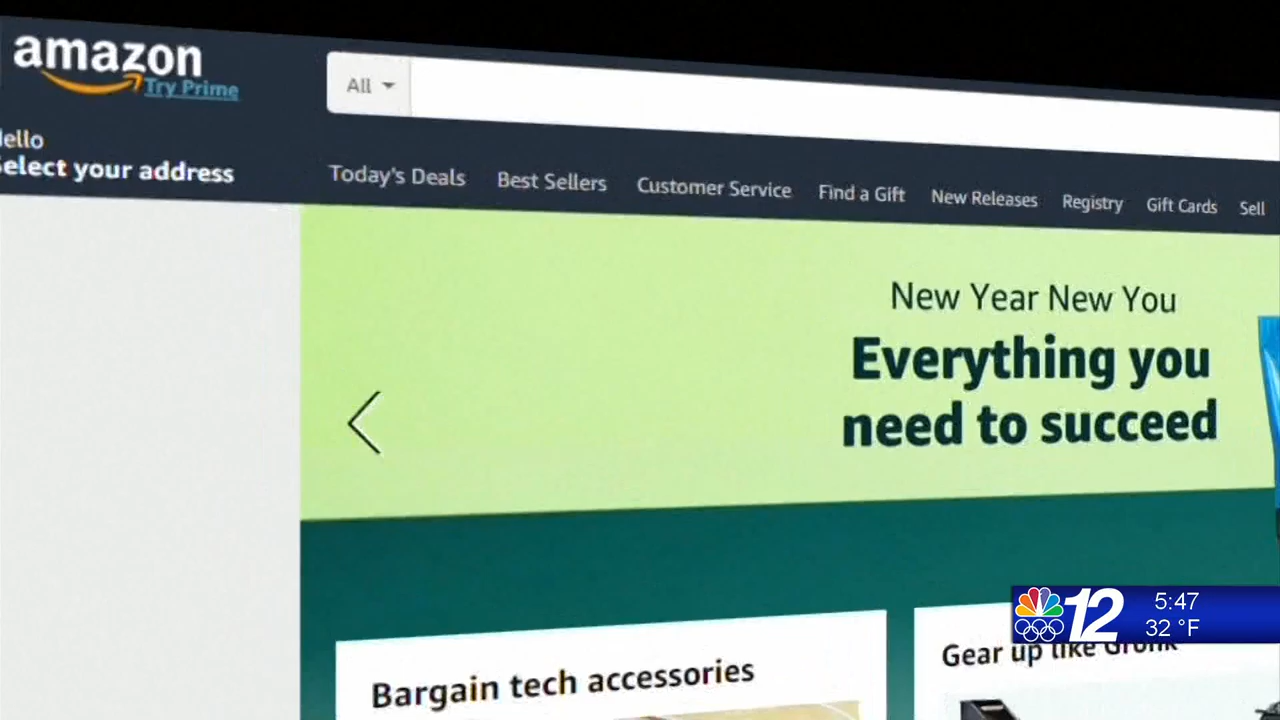 amazon
Try Prime
All
ello
elect your address
Today's Deals
Best Sellers
Customer Service
Find a Gift
New Releases
Registry
Gift Cards
Sell
New Year New You
Everything you
need to succeed
Bargain tech accessories
Gear up like Gronk
12
5:47
32 °F